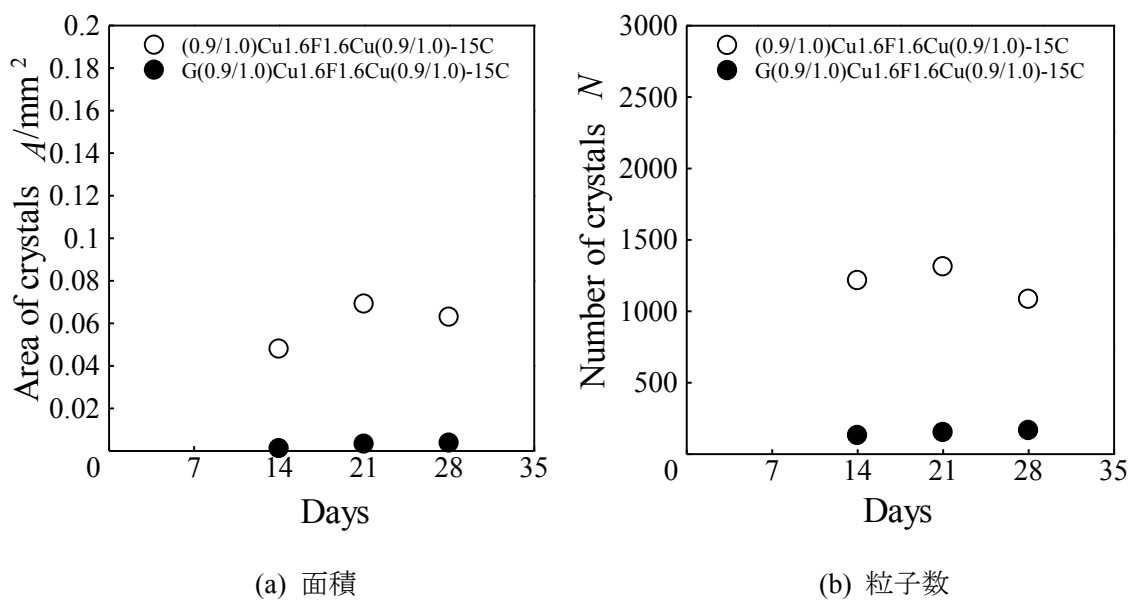 0.2
0.18
0.16
0.14
0.12
0.1
0.08
0.06
0.04
0.02
0
Area of crystals A/mm²
(0.9/1.0)Cu1.6F1.6Cu(0.9/1.0)-15C
G(0.9/1.0)Cu1.6F1.6Cu(0.9/1.0)-15C
7 14 21 28 35
Days
(a) 面積
3000
2500
2000
1500
1000
500
0
Number of crystals N
(0.9/1.0)Cu1.6F1.6Cu(0.9/1.0)-15C
G(0.9/1.0)Cu1.6F1.6Cu(0.9/1.0)-15C
7 14 21 28 35
Days
(b) 粒子数